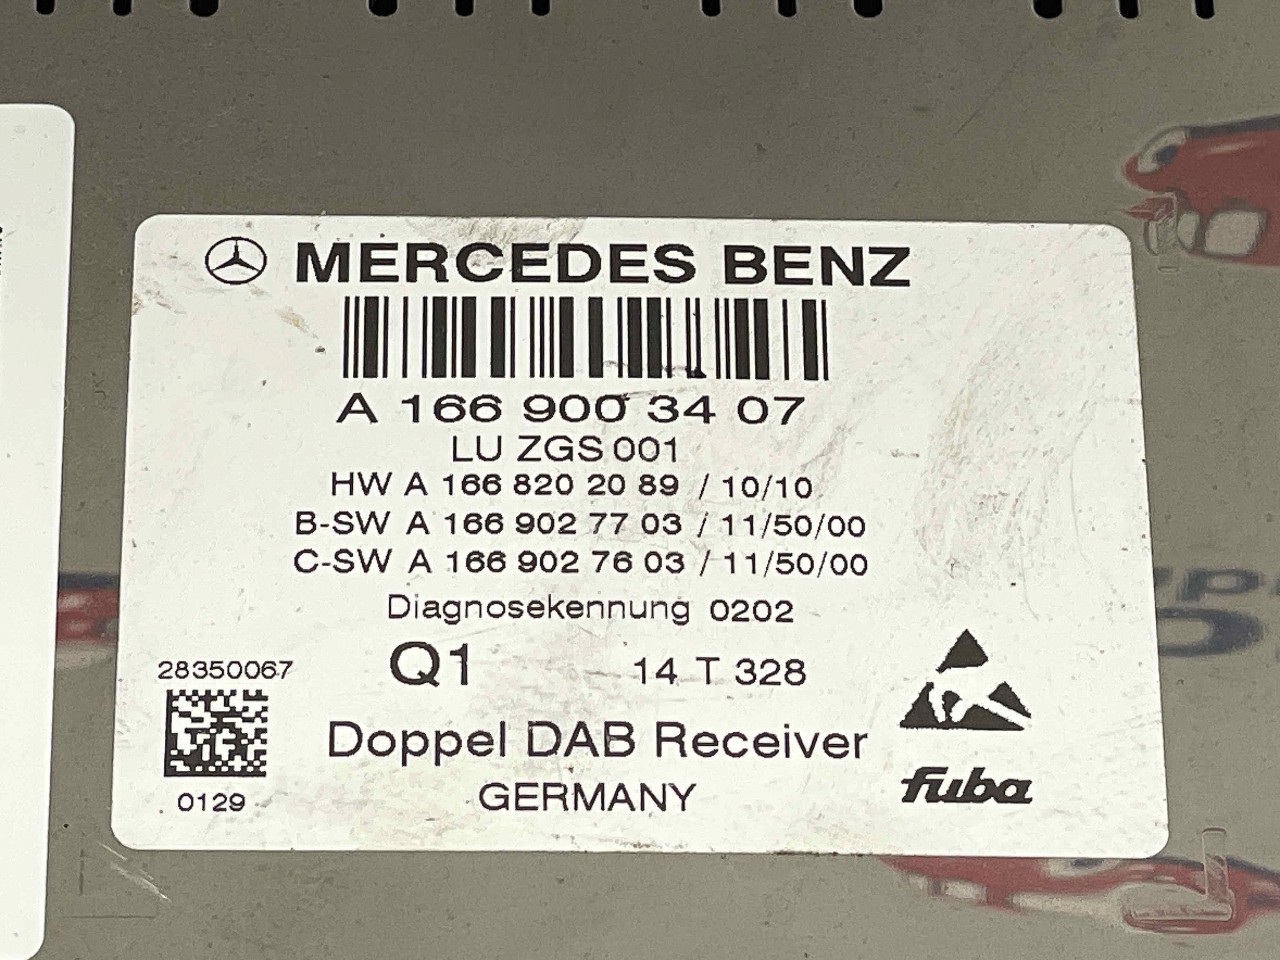 MERCEDES BENZ
A 166 900 34 07
LU ZGS 001
HW A 166 820 20 89 / 10/10
B-SW A 166 902 77 03 / 11/50/00
C-SW A 166 902 76 03 / 11/50/00
Diagnosekennung 0202
28350067
Q1 14 T 328
Doppel DAB Receiver
0129
GERMANY
fuba